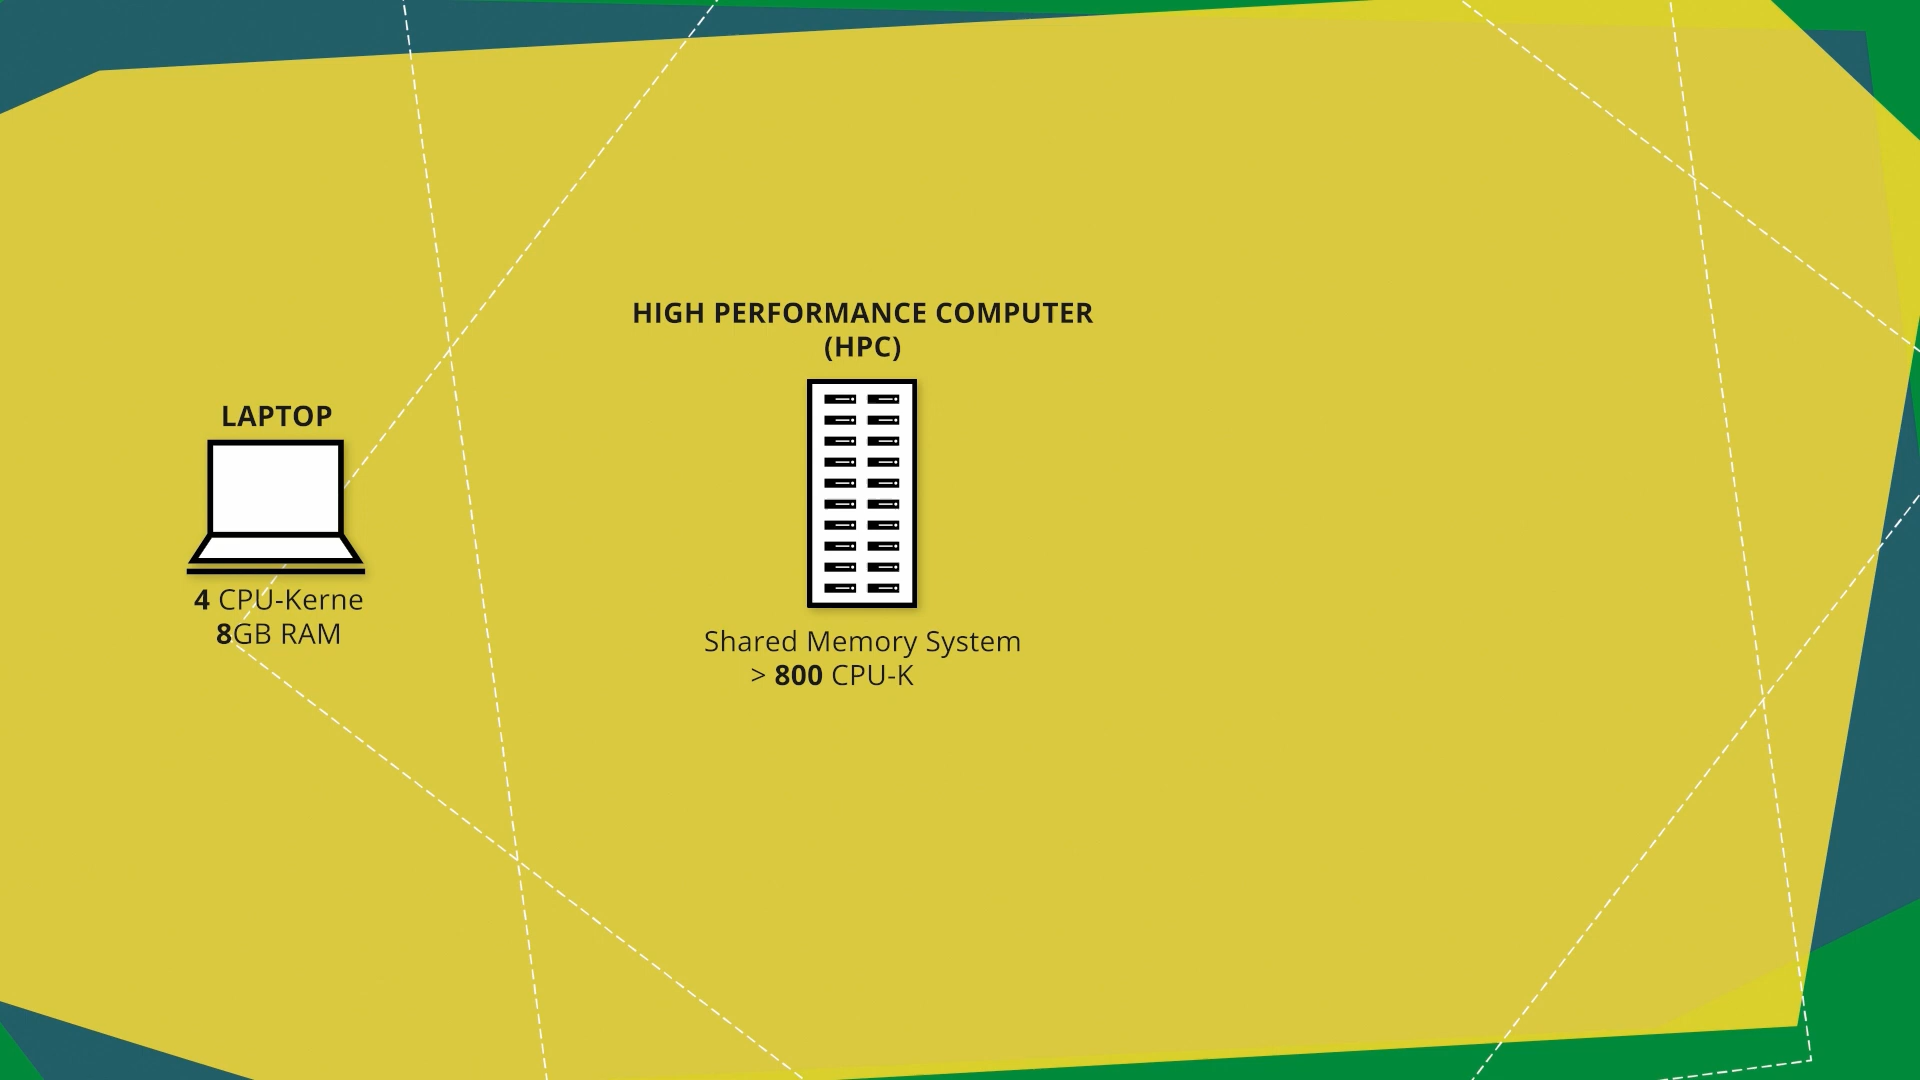 LAPTOP
4 CPU-Kerne
8GB RAM
HIGH PERFORMANCE COMPUTER
(HPC)
Shared Memory System
> 800 CPU-K